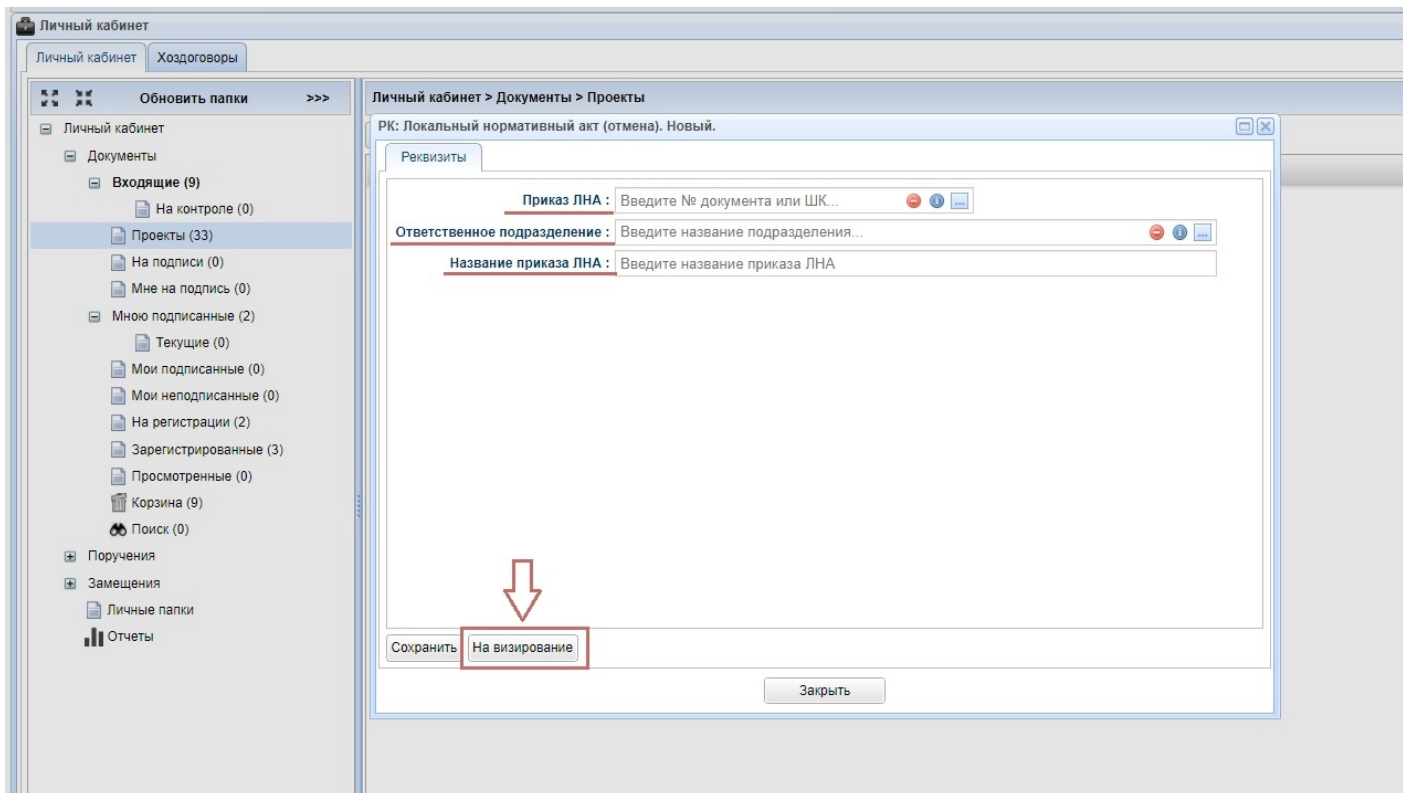 Личный кабинет
Личный кабинет Хоздоговоры
Обновить папки >>>
Личный кабинет
Документы
Входящие (9)
На контроле (0)
Проекты (33)
На подписи (0)
Мне на подпись (0)
Мною подписанные (2)
Текущие (0)
Мои подписанные (0)
Мои неподписанные (0)
На регистрации (2)
Зарегистрированные (3)
Просмотренные (0)
Корзина (9)
Поиск (0)
Поручения
Замещения
Личные папки
Отчеты
Личный кабинет > Документы > Проекты
РК: Локальный нормативный акт (отмена). Новый.
Реквизиты
Приказ ЛНА : Введите № документа или ШК...
Ответственное подразделение : Введите название подразделения...
Название приказа ЛНА : Введите название приказа ЛНА
Сохранить На визирование
Закрыть